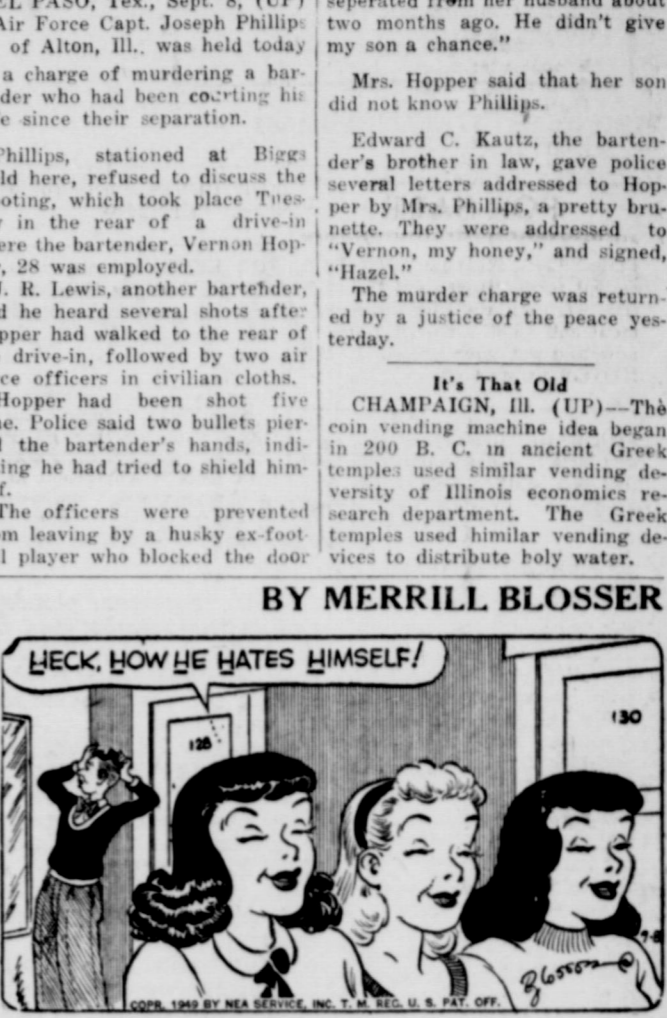 EL PASO, Tex., Sept. 8, (UP)
Air Force Capt. Joseph Phillips
of Alton, Ill.. was held today
a charge of murdering a bar-
der who had been courting his
e since their separation.
Phillips, stationed at Biggs
ld here, refused to discuss the
ooting, which took place Tues-
y in the rear of a drive-in
ere the bartender, Vernon Hop-
r, 28 was employed.
J. R. Lewis, another bartender,
d he heard several shots after
pper had walked to the rear of
drive-in, followed by two air
ce officers in civilian cloths.
Hopper had been shot five
e. Police said two bullets pier-
d the bartender's hands, indi-
ing he had tried to shield him-
f.
The officers were prevented
m leaving by a husky ex-foot-
l player who blocked the door
seperated from her husband about
two months ago. He didn't give
my son a chance."
Mrs. Hopper said that her son
did not know Phillips.
Edward C. Kautz, the barten-
der's brother in law, gave police
several letters addressed to Hop-
per by Mrs. Phillips, a pretty bru-
nette. They were addressed to
"Vernon, my honey," and signed,
"Hazel."
The murder charge was return-
ed by a justice of the peace yes-
terday.
It's That Old
CHAMPAIGN, Ill. (UP)—The
coin vending machine idea began
in 200 B. C. in ancient Greek
temples used similar vending de-
versity of Illinois economics re-
search department. The Greek
temples used himilar vending de-
vices to distribute holy water.
BY MERRILL BLOSSER
HECK, HOW HE HATES HIMSELF!
128
130
9-8
Blosser
COPR. 1949 BY NEA SERVICE, INC. T. M. REG. U. S. PAT. OFF.